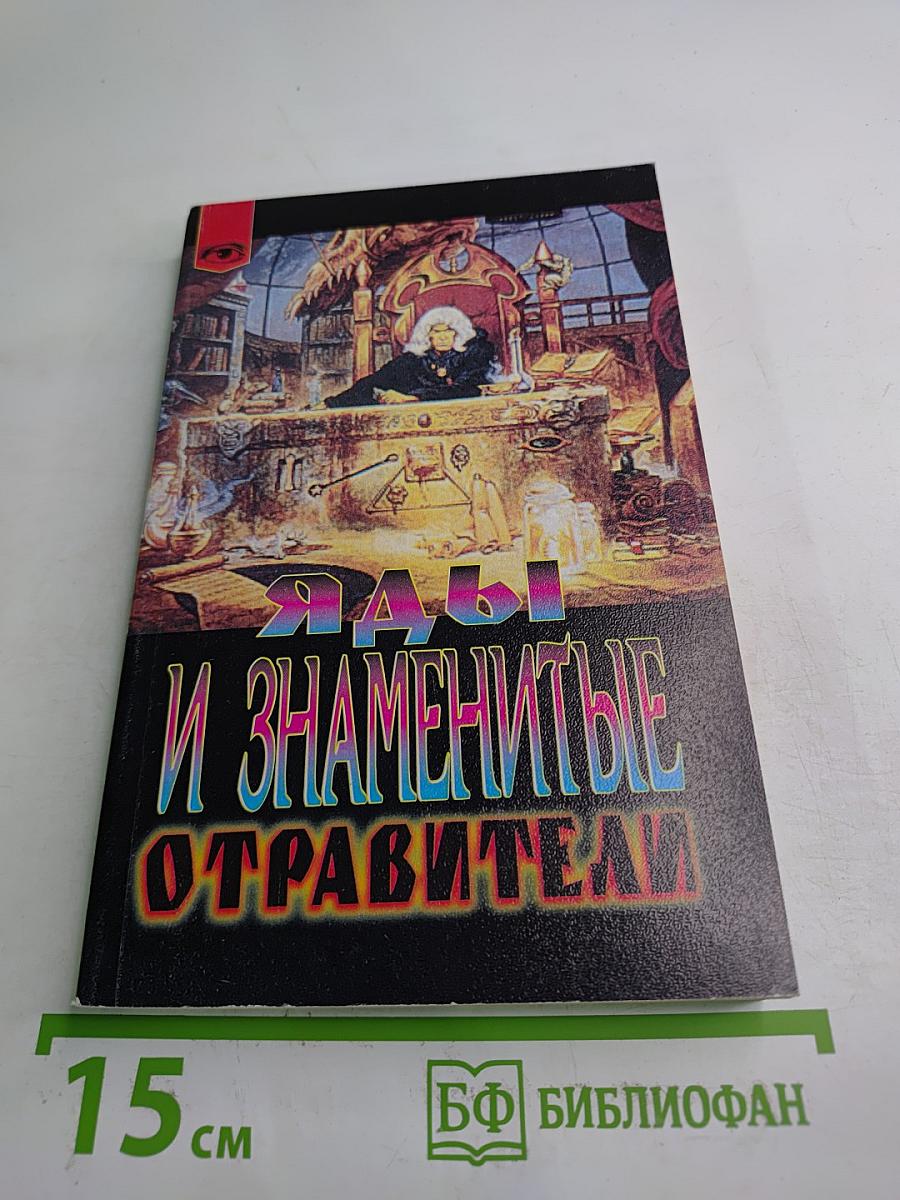 ЯДЫ
И ЗНАМЕНИТЫЕ
ОТРАВИТЕЛИ
15 см
БФ БИБЛИОФАН